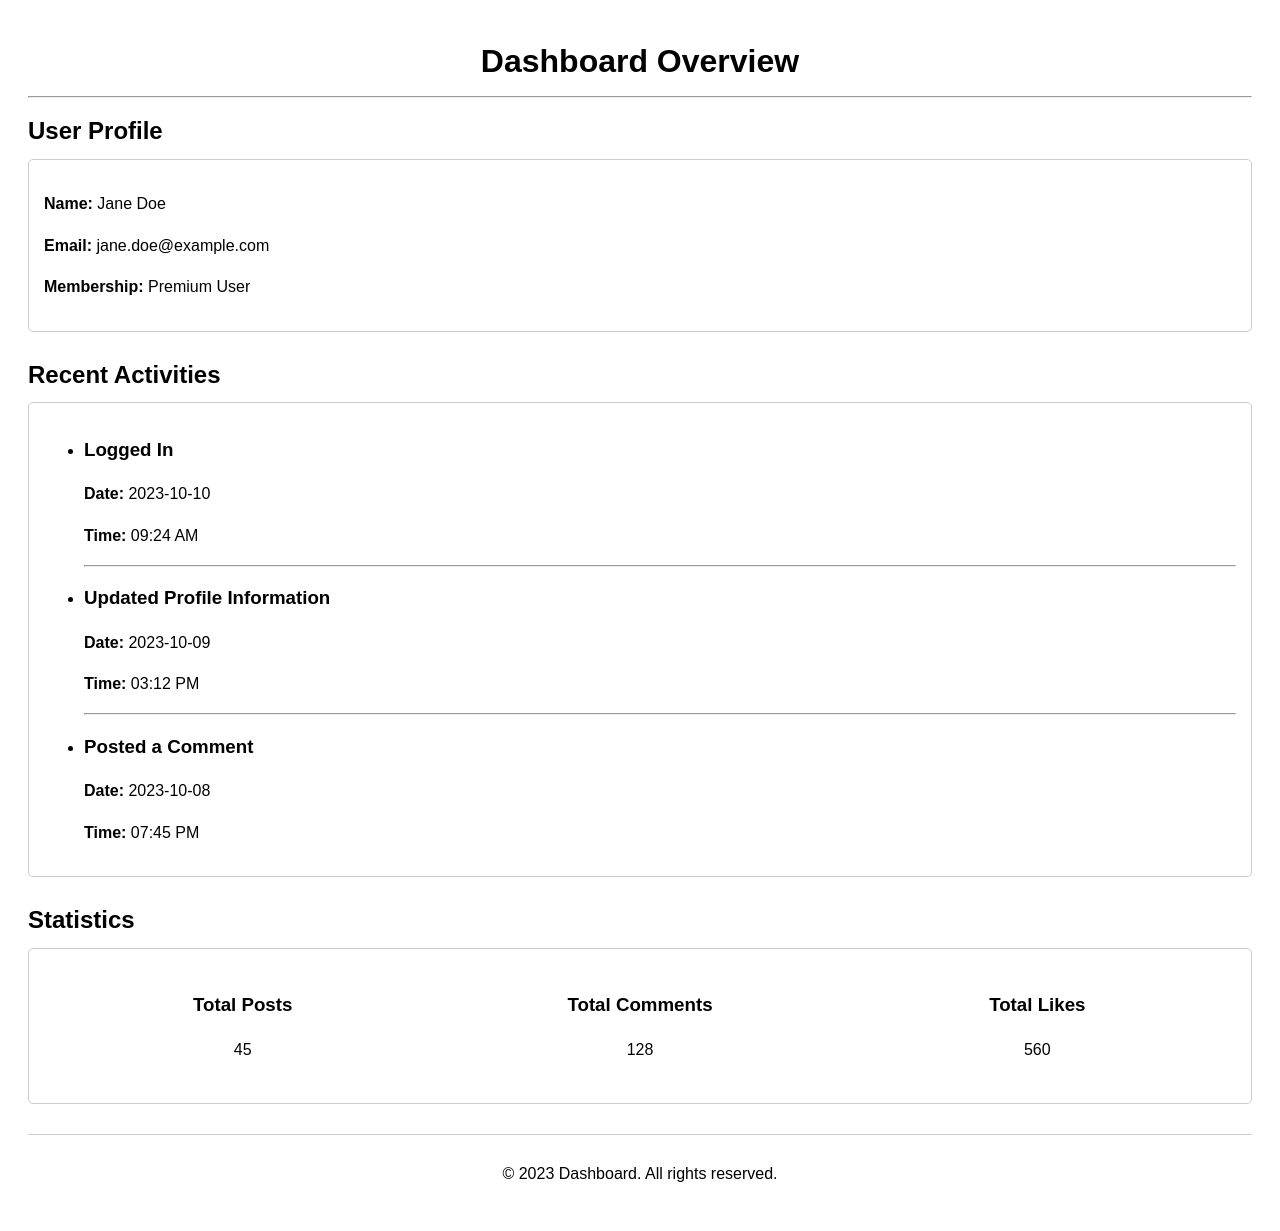 Dashboard Overview
User Profile
Name: Jane Doe
Email: jane.doe@example.com
Membership: Premium User
Recent Activities
Logged In
Date: 2023-10-10
Time: 09:24 AM
Updated Profile Information
Date: 2023-10-09
Time: 03:12 PM
Posted a Comment
Date: 2023-10-08
Time: 07:45 PM
Statistics
Total Posts
45
Total Comments
128
Total Likes
560
© 2023 Dashboard. All rights reserved.